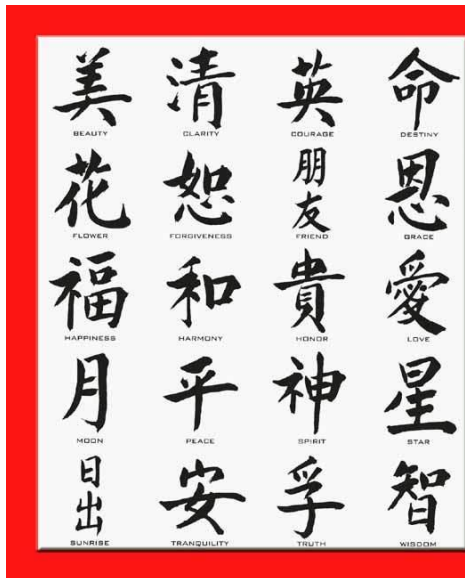 美 清 英 命
BEAUTY CLARITY COURAGE DESTINY
花 恕 朋友 恩
FLOWER FORGIVENESS FRIEND GRACE
福 和 貴 愛
HAPPINESS HARMONY HONOR LOVE
月 平 神 星
MOON PEACE SPIRIT STAR
日出 安 孚 智
SUNRISE TRANQUILITY TRUTH WISDOM